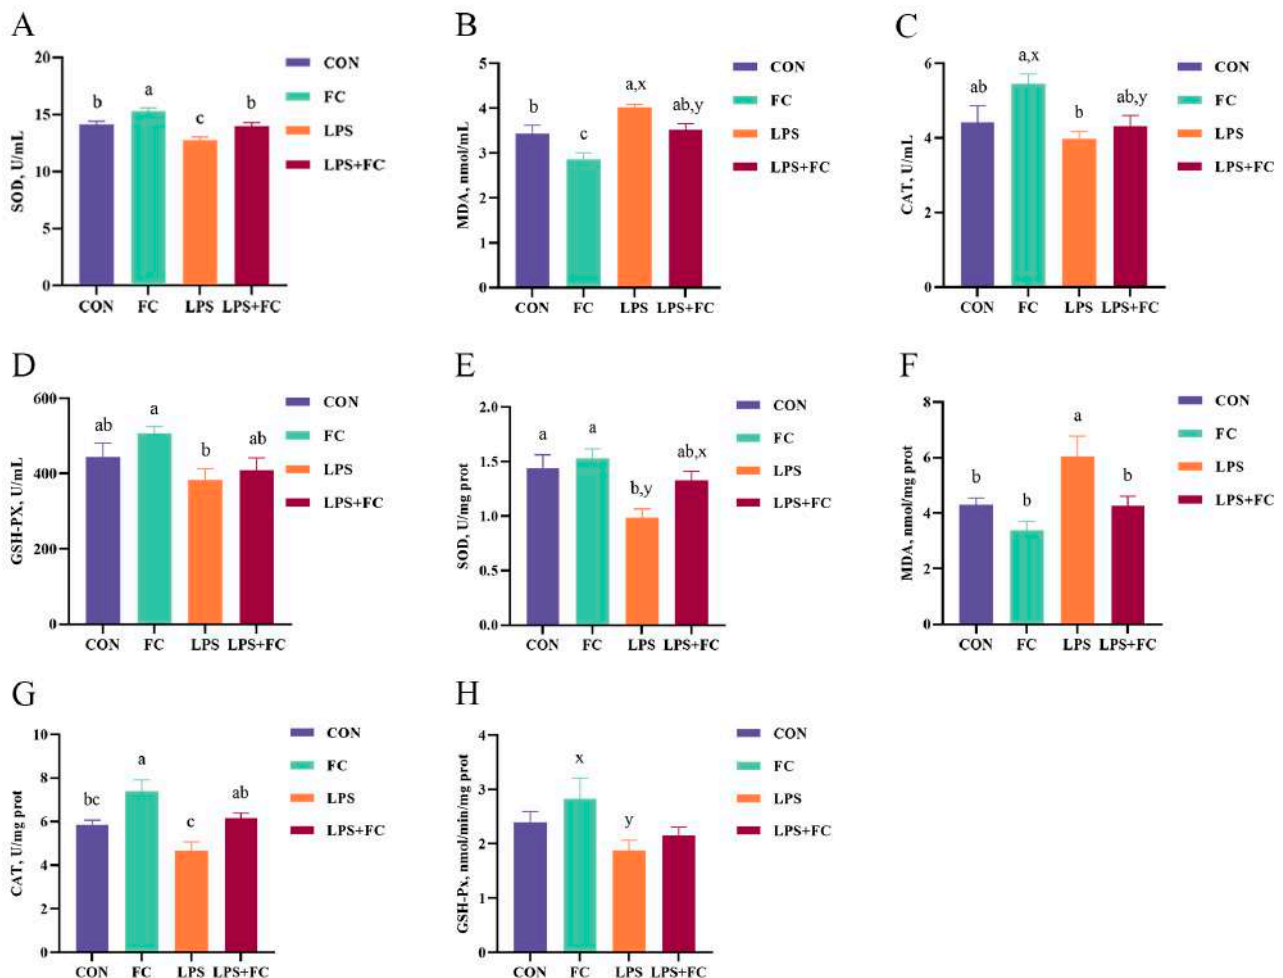 A
SOD, U/mL
20
15
10
5
0
b
a
c
b
CON
FC
LPS
LPS+FC
CON
FC
LPS
LPS+FC
B
MDA, nmol/mL
5
4
3
2
1
0
b
c
a,x
ab,y
CON
FC
LPS
LPS+FC
CON
FC
LPS
LPS+FC
C
CAT, U/mL
6
4
2
0
ab
a,x
b
ab,y
CON
FC
LPS
LPS+FC
CON
FC
LPS
LPS+FC
D
GSH-PX, U/mL
600
400
200
0
ab
a
b
ab
CON
FC
LPS
LPS+FC
CON
FC
LPS
LPS+FC
E
SOD, U/mg prot
2.0
1.5
1.0
0.5
0.0
a
a
b,y
ab,x
CON
FC
LPS
LPS+FC
CON
FC
LPS
LPS+FC
F
MDA, nmol/mg prot
8
6
4
2
0
b
b
a
b
CON
FC
LPS
LPS+FC
CON
FC
LPS
LPS+FC
G
CAT, U/mg prot
10
8
6
4
2
0
bc
a
c
ab
CON
FC
LPS
LPS+FC
CON
FC
LPS
LPS+FC
H
GSH-Px, nmol/min/mg prot
4
3
2
1
0
x
y
CON
FC
LPS
LPS+FC
CON
FC
LPS
LPS+FC